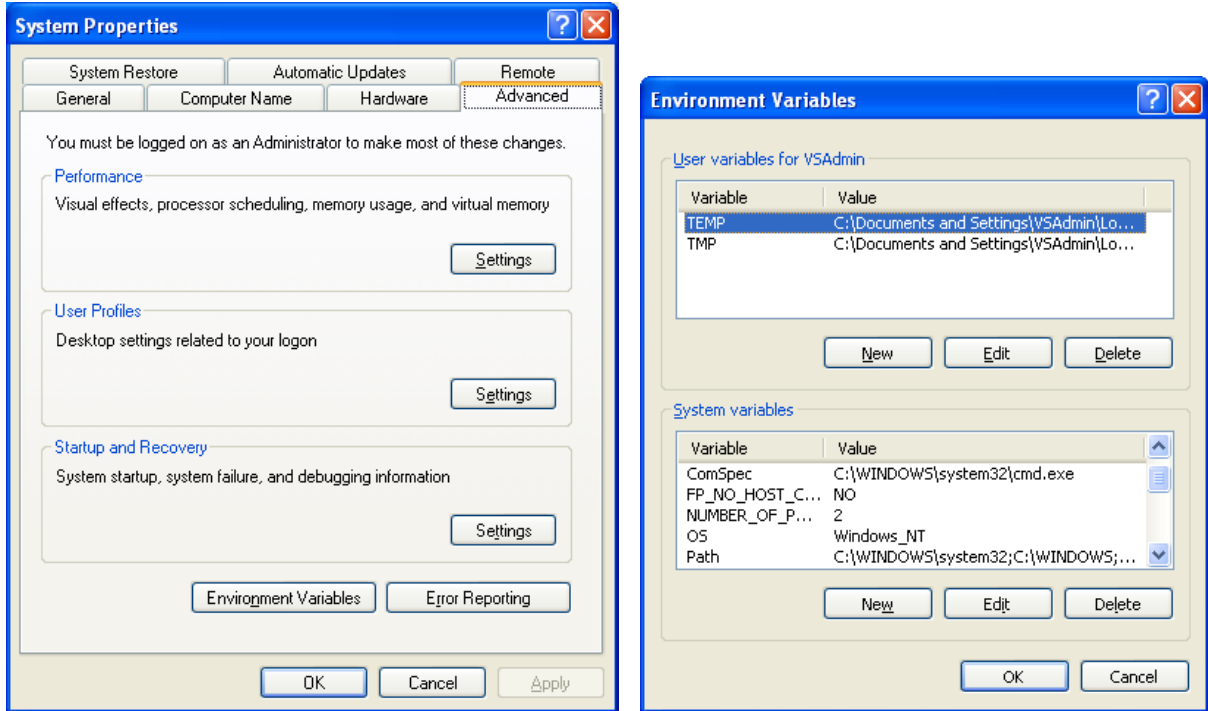 System Properties
System Restore Automatic Updates Remote
General Computer Name Hardware Advanced
You must be logged on as an Administrator to make most of these changes.
Performance
Visual effects, processor scheduling, memory usage, and virtual memory
Settings
User Profiles
Desktop settings related to your logon
Settings
Startup and Recovery
System startup, system failure, and debugging information
Settings
Environment Variables Error Reporting
OK Cancel Apply
Environment Variables
User variables for VSAdmin
Variable Value
TEMP C:\Documents and Settings\VSAdmin\Lo...
TMP C:\Documents and Settings\VSAdmin\Lo...
New Edit Delete
System variables
Variable Value
ComSpec C:\WINDOWS\system32\cmd.exe
FP_NO_HOST_C... NO
NUMBER_OF_P... 2
OS Windows_NT
Path C:\WINDOWS\system32;C:\WINDOWS;...
New Edit Delete
OK Cancel